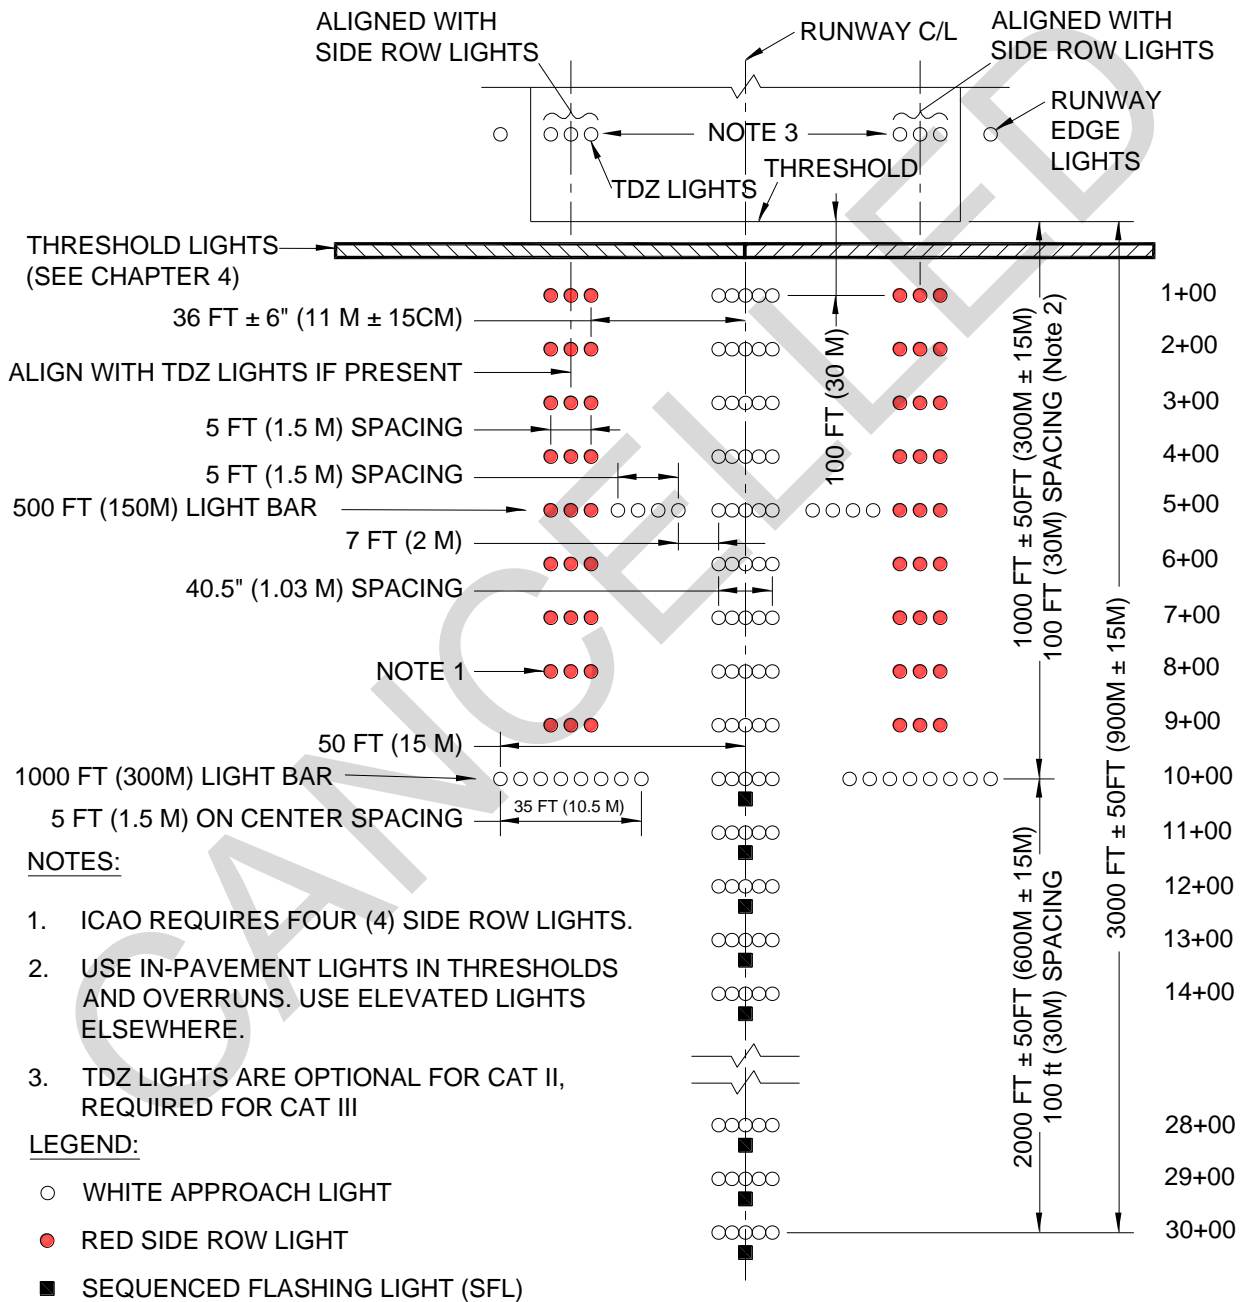 ALIGNED WITH
SIDE ROW LIGHTS
RUNWAY C/L
ALIGNED WITH
SIDE ROW LIGHTS
RUNWAY
EDGE
LIGHTS
NOTE 3
THRESHOLD
TDZ LIGHTS
THRESHOLD LIGHTS
(SEE CHAPTER 4)
36 FT ± 6" (11 M ± 15CM)
ALIGN WITH TDZ LIGHTS IF PRESENT
5 FT (1.5 M) SPACING
5 FT (1.5 M) SPACING
500 FT (150M) LIGHT BAR
7 FT (2 M)
40.5" (1.03 M) SPACING
NOTE 1
50 FT (15 M)
1000 FT (300M) LIGHT BAR
35 FT (10.5 M)
5 FT (1.5 M) ON CENTER SPACING
100 FT (30 M)
1000 FT ± 50FT (300M ± 15M)
100 FT (30M) SPACING (Note 2)
2000 FT ± 50FT (600M ± 15M)
100 ft (30M) SPACING
3000 FT ± 50FT (900M ± 15M)
1+00
2+00
3+00
4+00
5+00
6+00
7+00
8+00
9+00
10+00
11+00
12+00
13+00
14+00
28+00
29+00
30+00
NOTES:
1. ICAO REQUIRES FOUR (4) SIDE ROW LIGHTS.
2. USE IN-PAVEMENT LIGHTS IN THRESHOLDS
AND OVERRUNS. USE ELEVATED LIGHTS
ELSEWHERE.
3. TDZ LIGHTS ARE OPTIONAL FOR CAT II,
REQUIRED FOR CAT III
LEGEND:
WHITE APPROACH LIGHT
RED SIDE ROW LIGHT
SEQUENCED FLASHING LIGHT (SFL)
CANCELLED